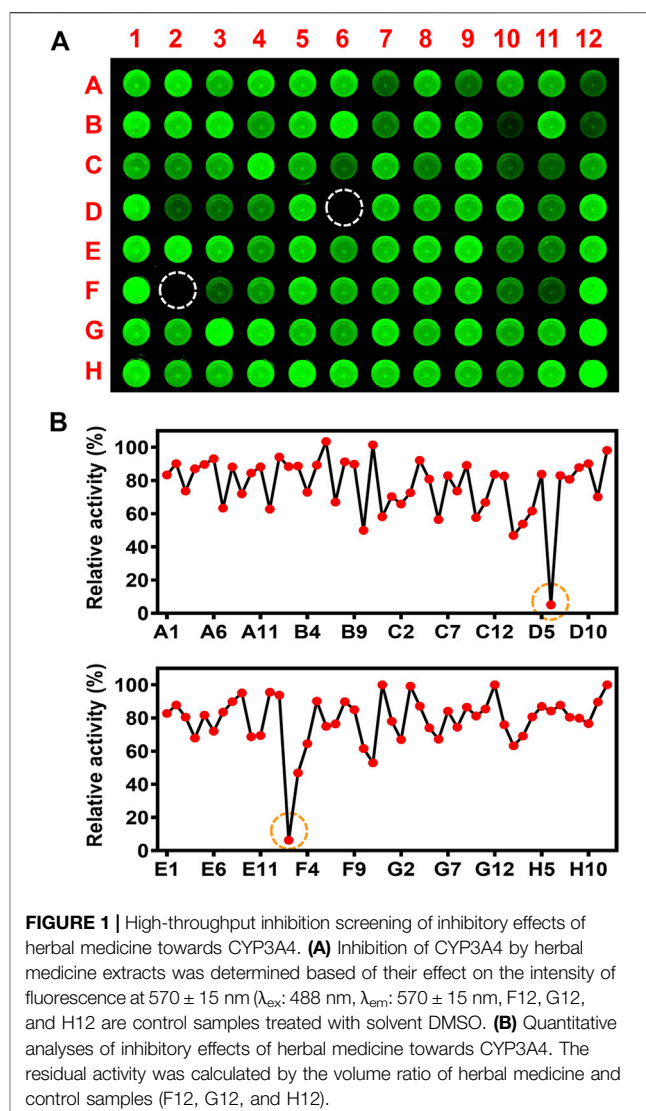 A
1 2 3 4 5 6 7 8 9 10 11 12
A
B
C
D
E
F
G
H
B
Relative activity (%)
100
80
60
40
20
0
A1 A6 A11 B4 B9 C2 C7 C12 D5 D10
Relative activity (%)
100
80
60
40
20
0
E1 E6 E11 F4 F9 G2 G7 G12 H5 H10
FIGURE 1 | High-throughput inhibition screening of inhibitory effects of
herbal medicine towards CYP3A4. (A) Inhibition of CYP3A4 by herbal
medicine extracts was determined based of their effect on the intensity of
fluorescence at 570 ± 15 nm (λex: 488 nm, λem: 570 ± 15 nm, F12, G12,
and H12 are control samples treated with solvent DMSO. (B) Quantitative
analyses of inhibitory effects of herbal medicine towards CYP3A4. The
residual activity was calculated by the volume ratio of herbal medicine and
control samples (F12, G12, and H12).